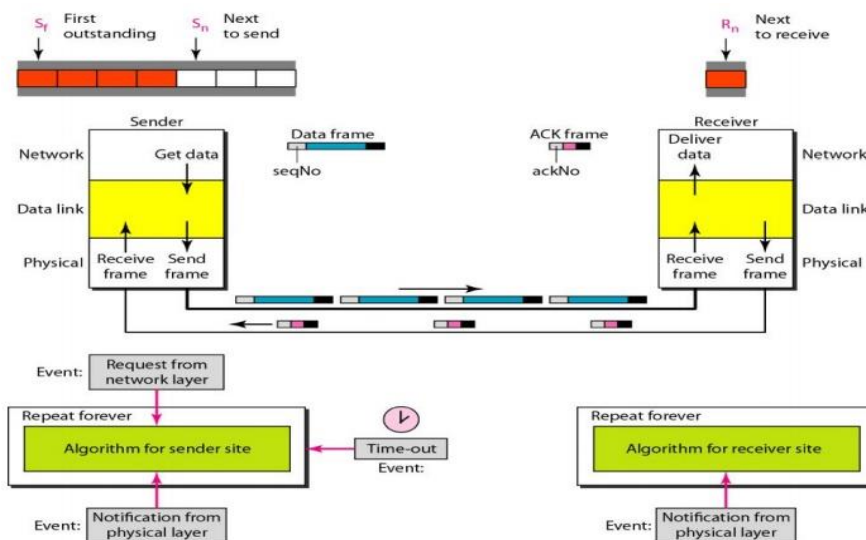 Sf First outstanding
Sn Next to send
Rn Next to receive
Sender
Receiver
Data frame
seqNo
ACK frame
ackNo
Network
Get data
Deliver
data
Network
Data link
Data link
Physical
Receive
frame
Send
frame
Receive
frame
Send
frame
Physical
Event:
Request from
network layer
Repeat forever
Algorithm for sender site
Time-out
Event:
Event:
Notification from
physical layer
Repeat forever
Algorithm for receiver site
Event:
Notification from
physical layer